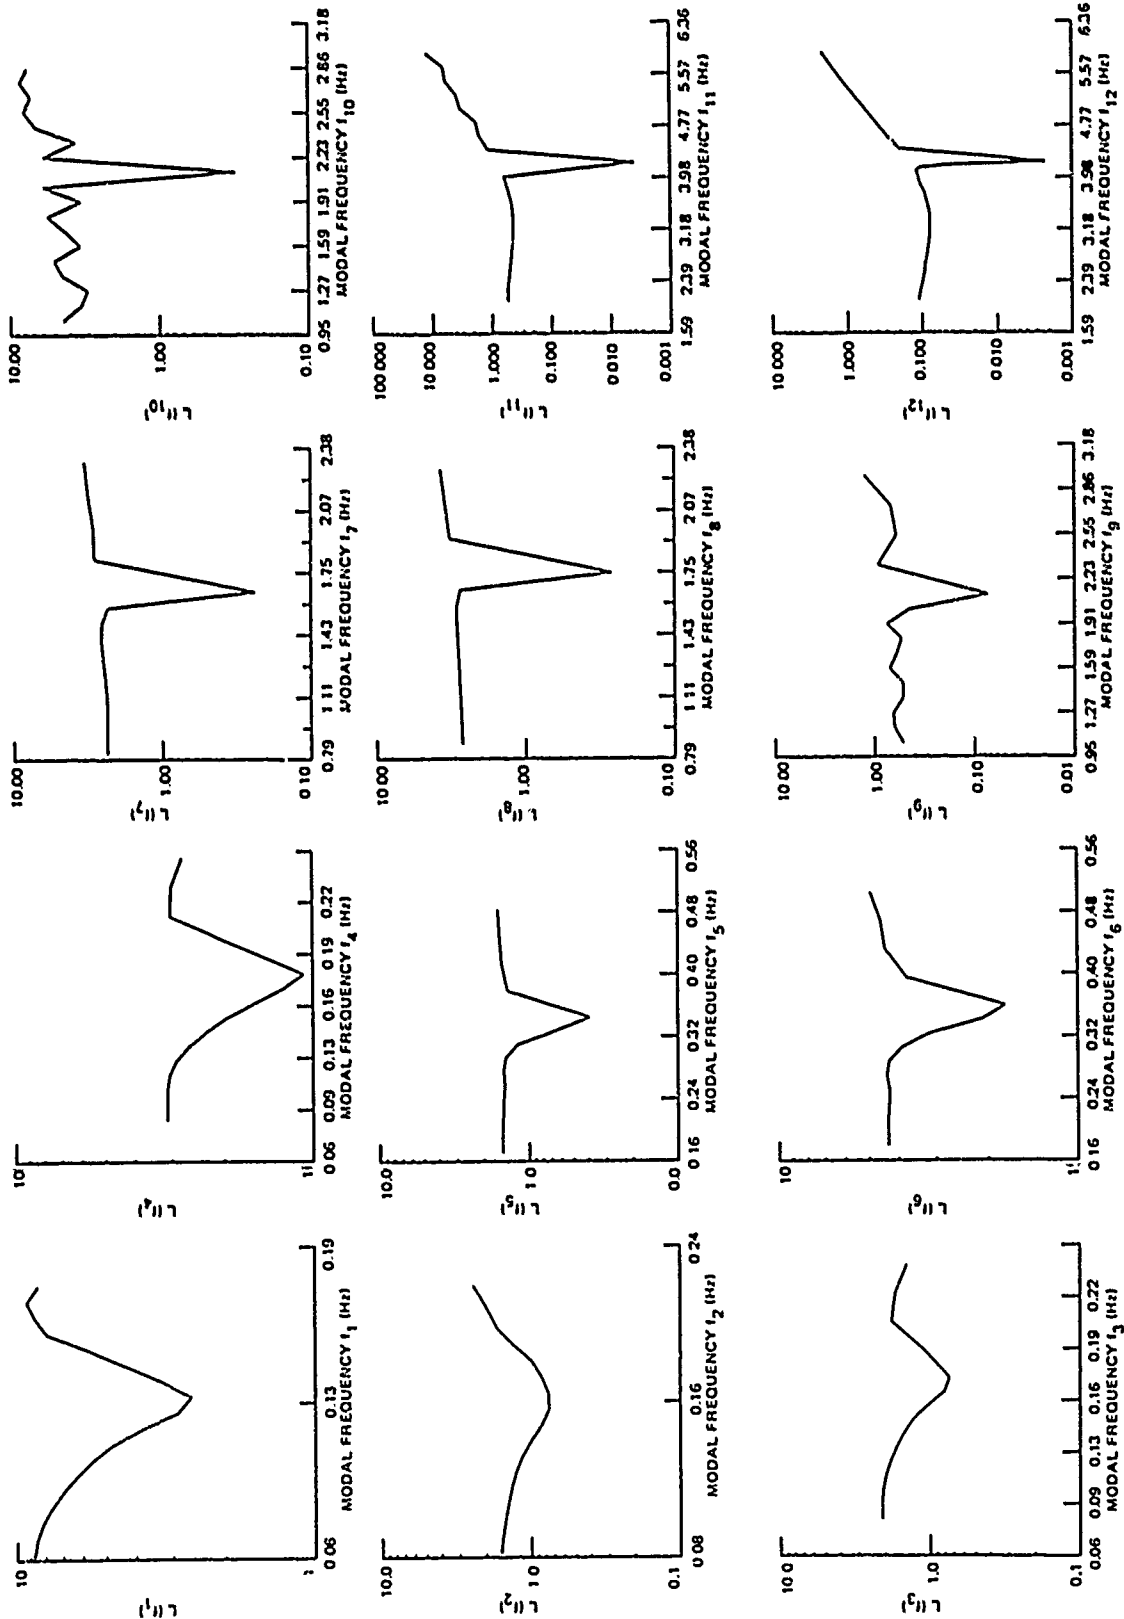 10
L (f1)
1
0.06 0.13 0.19
MODAL FREQUENCY f1 (Hz)
10
L (f4)
0.06 0.09 0.13 0.16 0.19 0.22
MODAL FREQUENCY f4 (Hz)
10.00
L (f7)
1.00
0.10
0.79 1.11 1.43 1.75 2.07 2.38
MODAL FREQUENCY f7 (Hz)
10.00
L (f10)
1.00
0.10
0.95 1.27 1.59 1.91 2.23 2.55 2.86 3.18
MODAL FREQUENCY f10 (Hz)
10.0
L (f2)
1.0
0.1
0.08 0.16 0.24
MODAL FREQUENCY f2 (Hz)
10.0
L (f5)
1.0
0.0
0.16 0.24 0.32 0.40 0.48 0.56
MODAL FREQUENCY f5 (Hz)
10.00
L (f8)
1.00
0.10
0.79 1.11 1.43 1.75 2.07 2.38
MODAL FREQUENCY f8 (Hz)
100 000
10 000
L (f11)
1.000
0.100
0.010
0.001
1.59 2.39 3.18 3.98 4.77 5.57 6.36
MODAL FREQUENCY f11 (Hz)
10.0
L (f3)
1.0
0.1
0.06 0.09 0.13 0.16 0.19 0.22
MODAL FREQUENCY f3 (Hz)
10
L (f6)
0.16 0.24 0.32 0.40 0.48 0.56
MODAL FREQUENCY f6 (Hz)
10 00
L (f9)
1.00
0.10
0.01
0.95 1.27 1.59 1.91 2.23 2.55 2.86 3.18
MODAL FREQUENCY f9 (Hz)
10 000
1.000
L (f12)
0.100
0.010
0.001
1.59 2.39 3.18 3.98 4.77 5.57 6.36
MODAL FREQUENCY f12 (Hz)